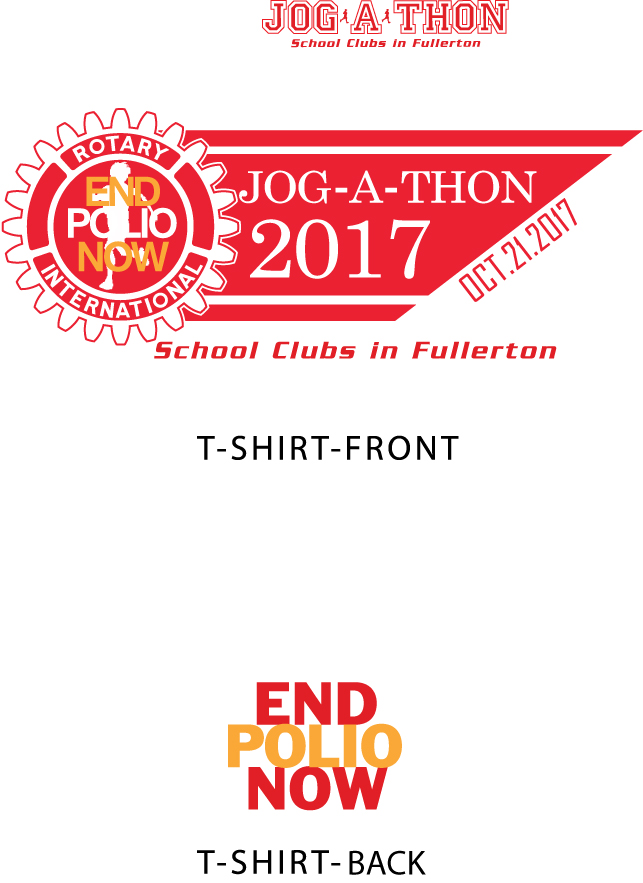 JOG A THON
School Clubs in Fullerton
ROTARY
END
POLIO
NOW
INTERNATIONAL
JOG-A-THON
2017
OCT.21.2017
School Clubs in Fullerton
T-SHIRT-FRONT
END
POLIO
NOW
T-SHIRT-BACK